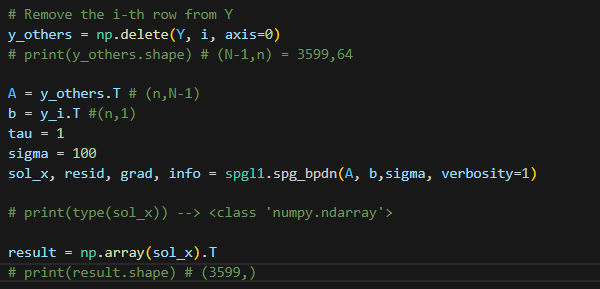 # Remove the i-th row from Y
y_others = np.delete(Y, i, axis=0)
# print(y_others.shape) # (N-1,n) = 3599,64
A = y_others.T # (n,N-1)
b = y_i.T #(n,1)
tau = 1
sigma = 100
sol_x, resid, grad, info = spgl1.spg_bpdn(A, b,sigma, verbosity=1)
# print(type(sol_x)) --> <class 'numpy.ndarray'>
result = np.array(sol_x).T
# print(result.shape) # (3599,)